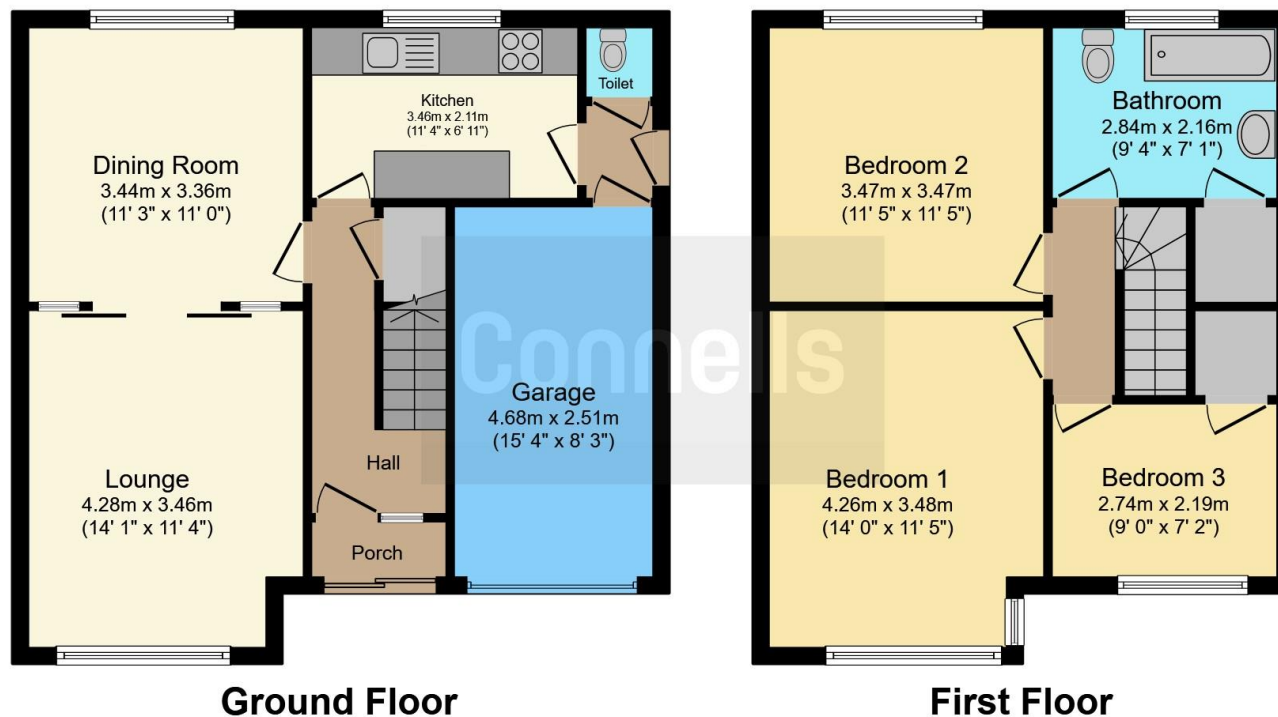 Dining Room
3.44m x 3.36m
(11' 3" x 11' 0")
Kitchen
3.46m x 2.11m
(11' 4" x 6' 11")
Toilet
Lounge
4.28m x 3.46m
(14' 1" x 11' 4")
Hall
Porch
Garage
4.68m x 2.51m
(15' 4" x 8' 3")
Connells
Bedroom 2
3.47m x 3.47m
(11' 5" x 11' 5")
Bathroom
2.84m x 2.16m
(9' 4" x 7' 1")
Bedroom 1
4.26m x 3.48m
(14' 0" x 11' 5")
Bedroom 3
2.74m x 2.19m
(9' 0" x 7' 2")
Ground Floor
First Floor